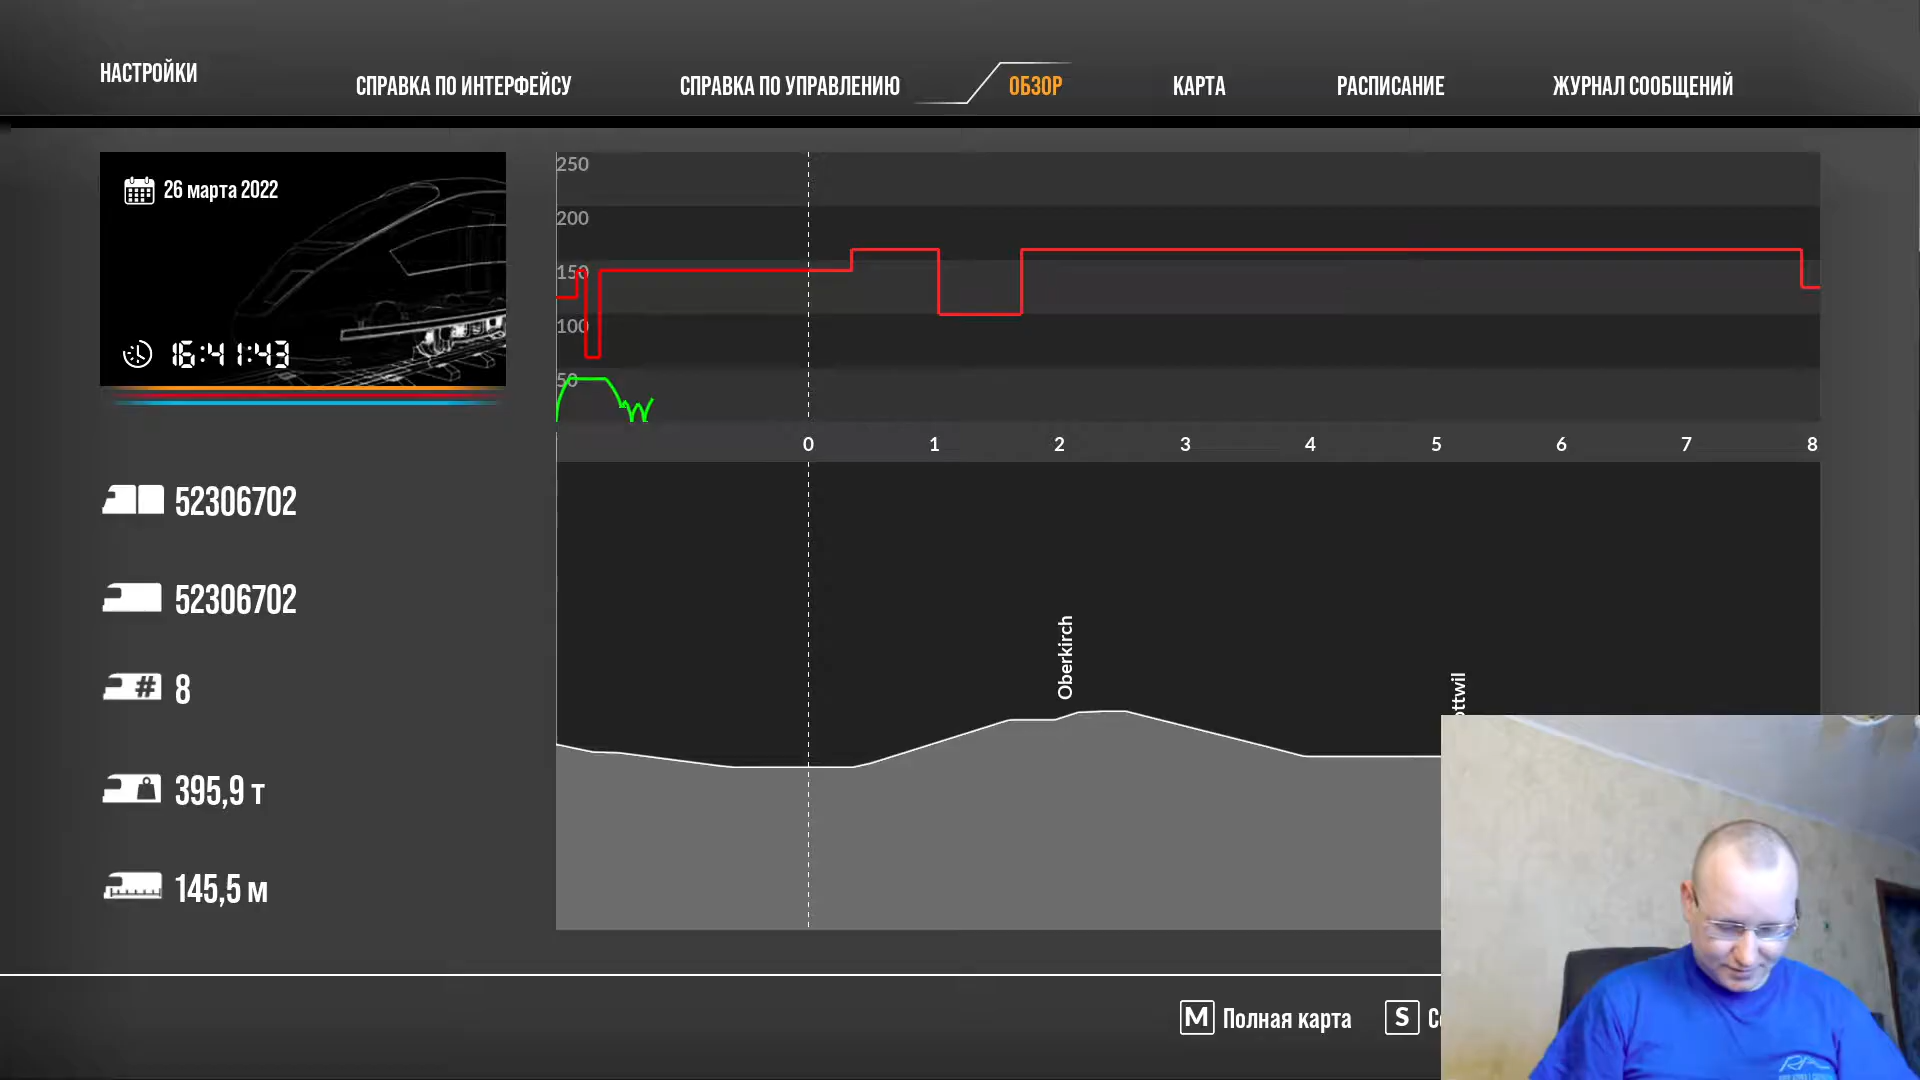 НАСТРОЙКИ
СПРАВКА ПО ИНТЕРФЕЙСУ
СПРАВКА ПО УПРАВЛЕНИЮ
ОБЗОР
КАРТА
РАСПИСАНИЕ
ЖУРНАЛ СООБЩЕНИЙ
26 марта 2022
16:41:43
250
200
150
100
50
0 1 2 3 4 5 6 7 8
52306702
52306702
# 8
395,9 т
145,5 м
Oberkirch
ottwil
M Полная карта
S